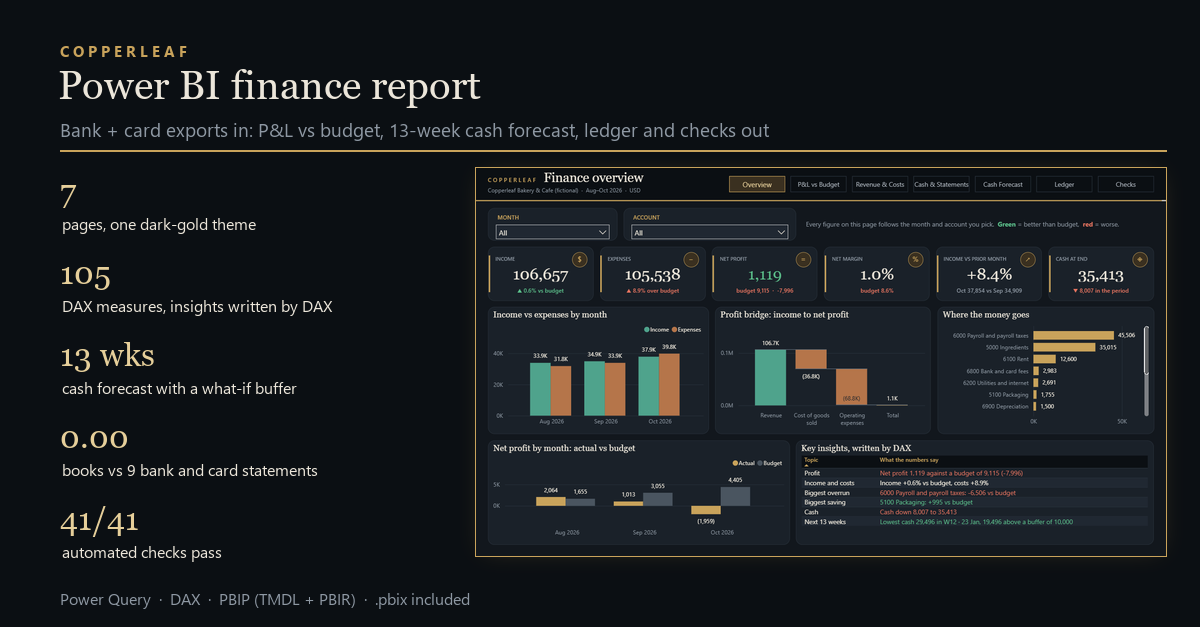 COPPERLEAF
Power BI finance report
Bank + card exports in: P&L vs budget, 13-week cash forecast, ledger and checks out
7
pages, one dark-gold theme
105
DAX measures, insights written by DAX
13 wks
cash forecast with a what-if buffer
0.00
books vs 9 bank and card statements
41/41
automated checks pass
Power Query · DAX · PBIP (TMDL + PBIR) · .pbix included
COPPERLEAF Finance overview
Copperleaf Bakery & Cafe (fictional) · Aug–Oct 2026 · USD
Overview P&L vs Budget Revenue & Costs Cash & Statements Cash Forecast Ledger Checks
MONTH
All
ACCOUNT
All
Every figure on this page follows the month and account you pick. Green = better than budget, red = worse.
INCOME $
106,657
▲ 0.6% vs budget
EXPENSES −
105,538
▲ 8.9% over budget
NET PROFIT =
1,119
budget 9,115 · -7,996
NET MARGIN %
1.0%
budget 8.6%
INCOME VS PRIOR MONTH ↗
+8.4%
Oct 37,854 vs Sep 34,909
CASH AT END ◆
35,413
▼ 8,007 in the period
Income vs expenses by month
Income Expenses
40K
20K
0K
33.9K 31.8K 34.9K 33.9K 37.9K 39.8K
Aug 2026 Sep 2026 Oct 2026
Profit bridge: income to net profit
0.1M
0.0M
106.7K (36.8K) (68.8K) 1.1K
Revenue Cost of goods sold Operating expenses Total
Where the money goes
6000 Payroll and payroll taxes 45,506
5000 Ingredients 35,015
6100 Rent 12,600
6800 Bank and card fees 2,983
6200 Utilities and internet 2,691
5100 Packaging 1,755
6900 Depreciation 1,500
0K 50K
Net profit by month: actual vs budget
Actual Budget
5K
0K
2,064 1,655 1,013 3,055 (1,959) 4,405
Aug 2026 Sep 2026 Oct 2026
Key insights, written by DAX
Topic What the numbers say
Profit Net profit 1,119 against a budget of 9,115 (-7,996)
Income and costs Income +0.6% vs budget, costs +8.9%
Biggest overrun 6000 Payroll and payroll taxes: -6,506 vs budget
Biggest saving 5100 Packaging: +995 vs budget
Cash Cash down 8,007 to 35,413
Next 13 weeks Lowest cash 29,496 in W12 · 23 Jan, 19,496 above a buffer of 10,000